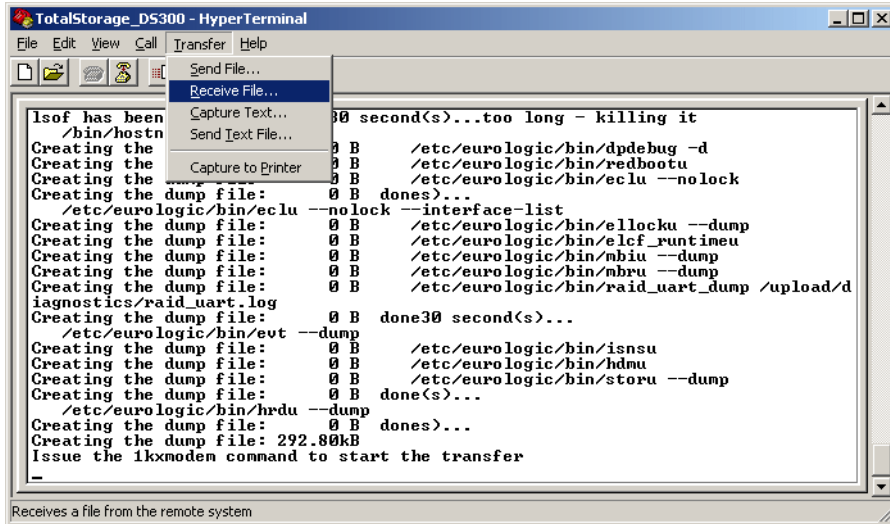 TotalStorage_DS300 - HyperTerminal
File Edit View Call Transfer Help
Send File...
Receive File...
Capture Text...
Send Text File...
Capture to Printer
lsof has been 30 second(s)...too long - killing it
/bin/hostn
Creating the 0 B /etc/eurologic/bin/dpdebug -d
Creating the 0 B /etc/eurologic/bin/redbootu
Creating the dump file: 0 B /etc/eurologic/bin/eclu --nolock
Creating the dump file: 0 B dones)...
/etc/eurologic/bin/eclu --nolock --interface-list
Creating the dump file: 0 B /etc/eurologic/bin/ellocku --dump
Creating the dump file: 0 B /etc/eurologic/bin/elcf_runtimeu
Creating the dump file: 0 B /etc/eurologic/bin/mbiu --dump
Creating the dump file: 0 B /etc/eurologic/bin/mbru --dump
Creating the dump file: 0 B /etc/eurologic/bin/raid_uart_dump /upload/d
iagnostics/raid_uart.log
Creating the dump file: 0 B done30 second(s)...
/etc/eurologic/bin/evt --dump
Creating the dump file: 0 B /etc/eurologic/bin/isnsu
Creating the dump file: 0 B /etc/eurologic/bin/hdmu
Creating the dump file: 0 B /etc/eurologic/bin/storu --dump
Creating the dump file: 0 B done(s)...
/etc/eurologic/bin/hrdu --dump
Creating the dump file: 0 B dones)...
Creating the dump file: 292.80kB
Issue the 1kxmodem command to start the transfer
Receives a file from the remote system